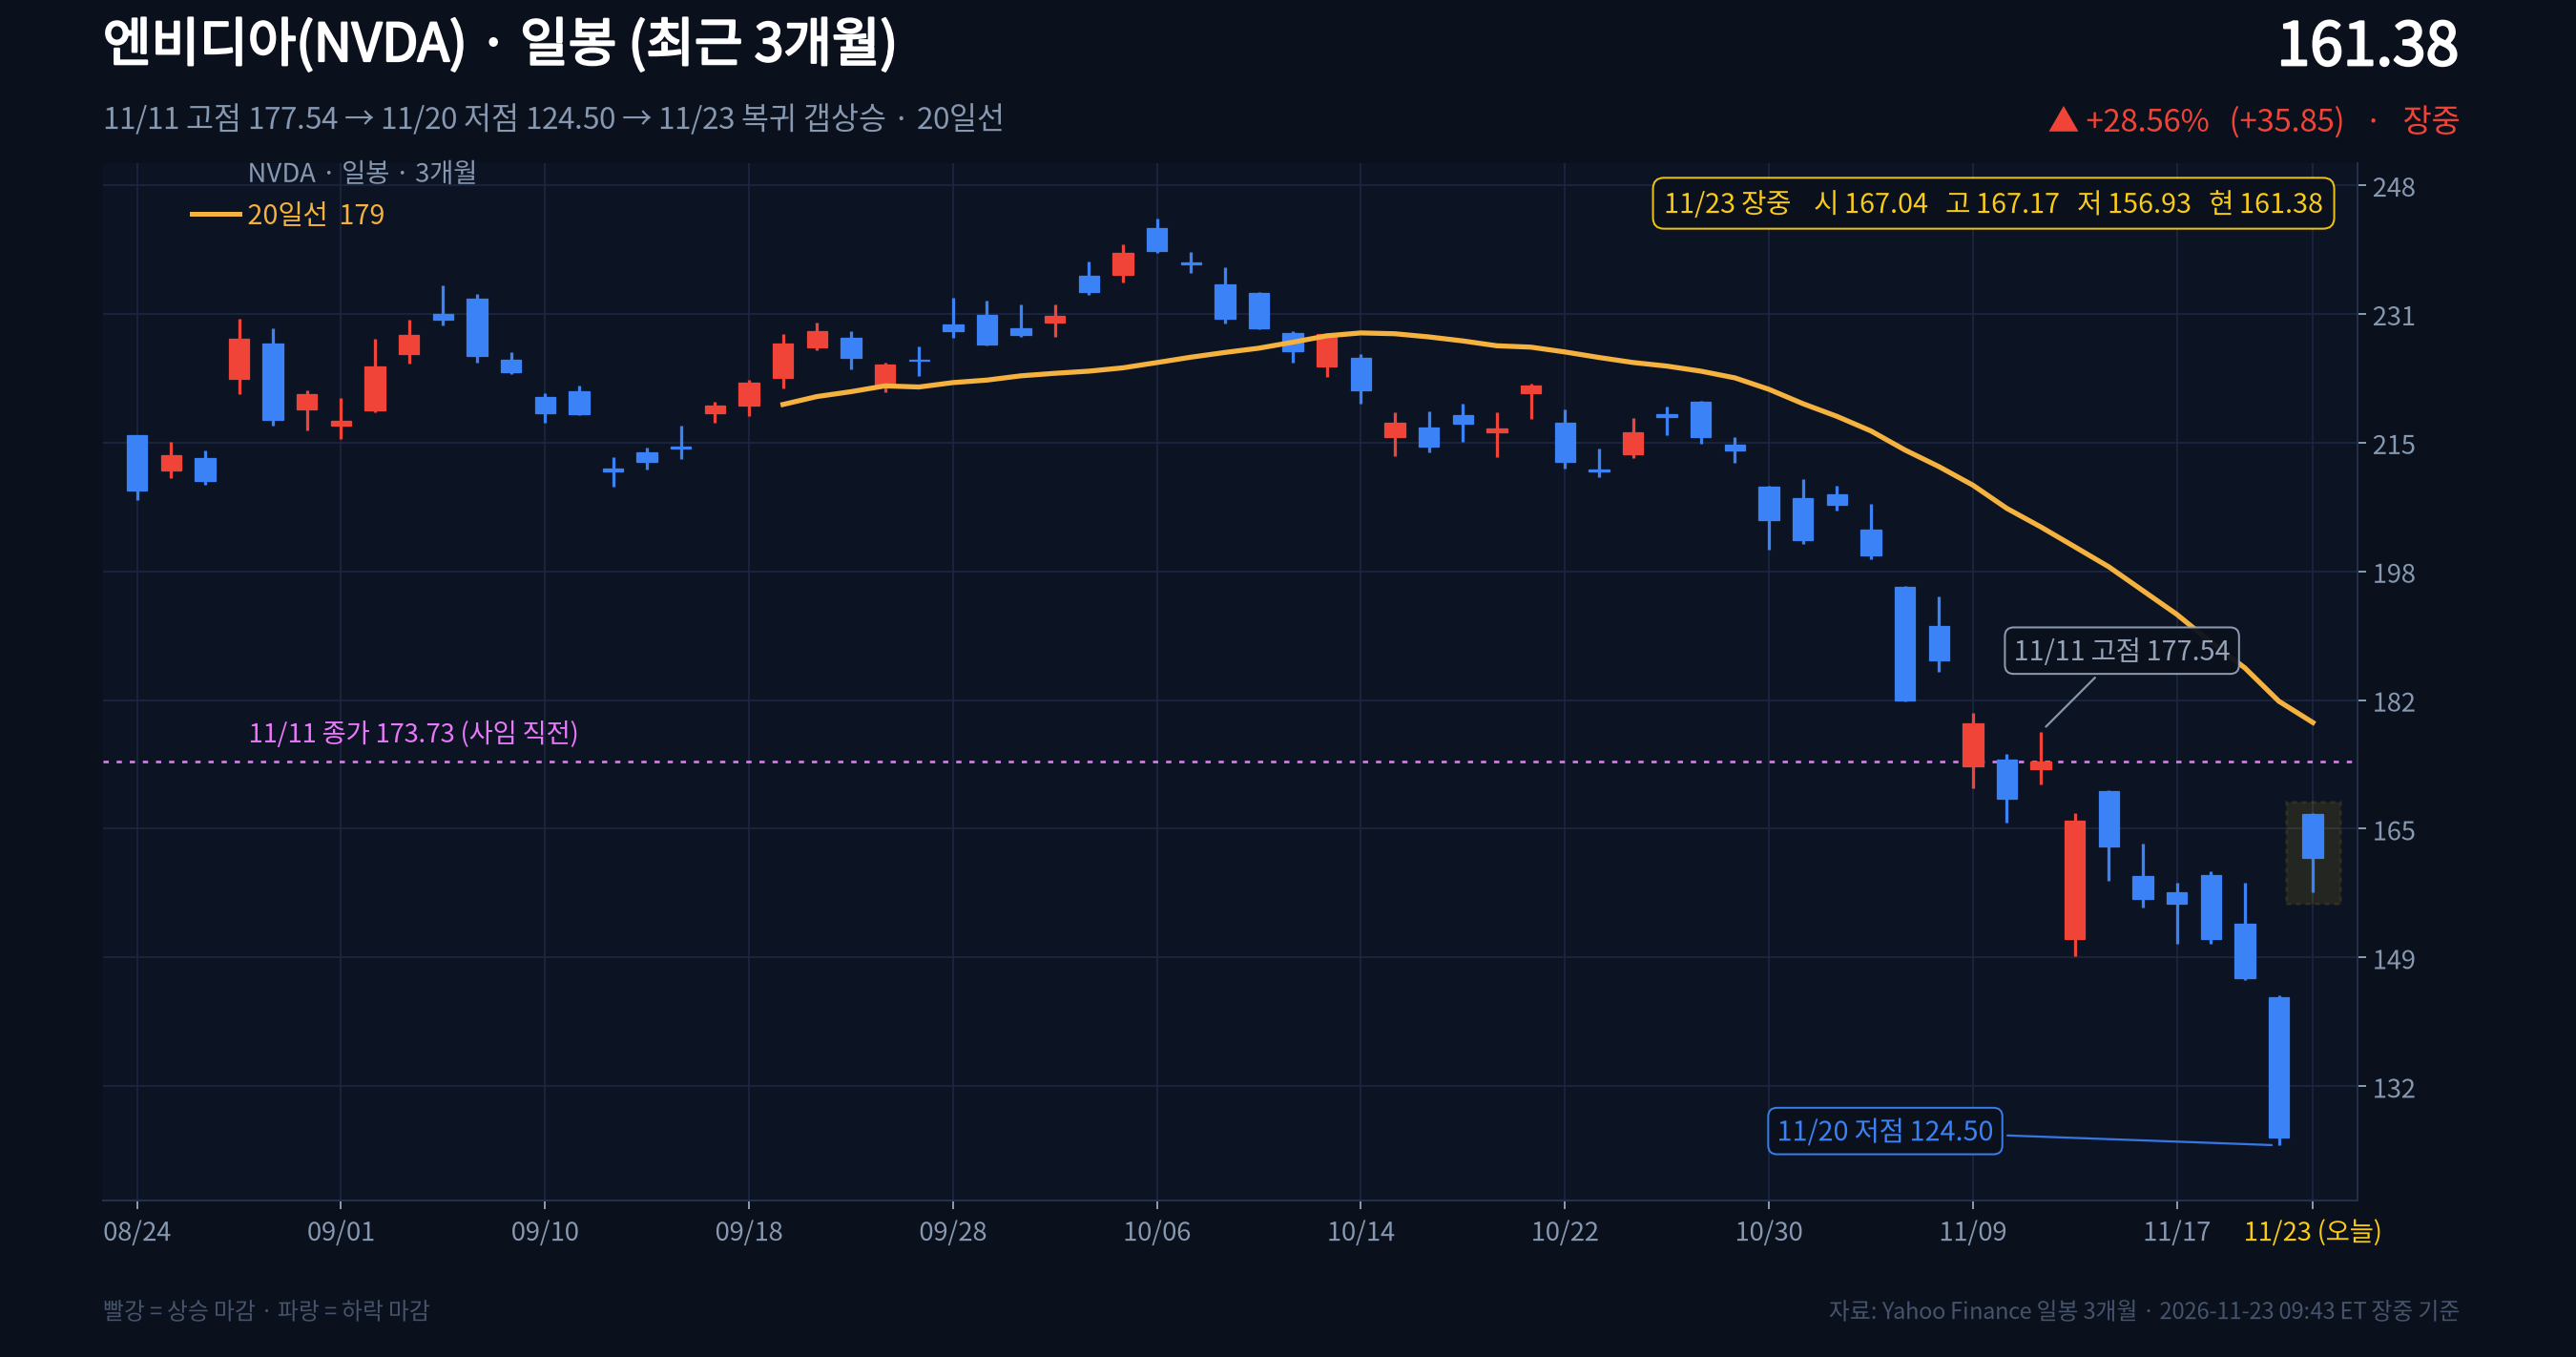 엔비디아(NVDA) · 일봉 (최근 3개월)
161.38
11/11 고점 177.54 → 11/20 저점 124.50 → 11/23 복귀 갭상승 · 20일선
▲ +28.56% (+35.85) · 장중
NVDA · 일봉 · 3개월
20일선 179
11/23 장중 시 167.04 고 167.17 저 156.93 현 161.38
248
231
215
198
182
165
149
132
11/11 고점 177.54
11/11 종가 173.73 (사임 직전)
11/20 저점 124.50
08/24 09/01 09/10 09/18 09/28 10/06 10/14 10/22 10/30 11/09 11/17 11/23 (오늘)
빨강 = 상승 마감 · 파랑 = 하락 마감
자료: Yahoo Finance 일봉 3개월 · 2026-11-23 09:43 ET 장중 기준